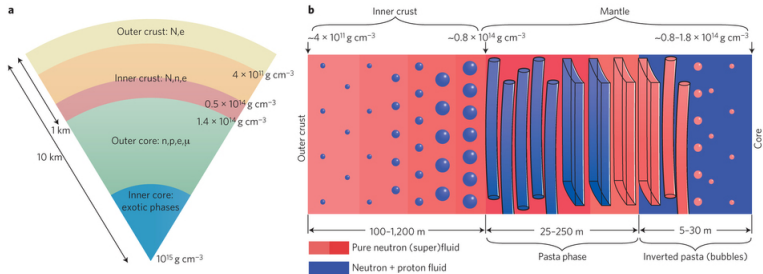 a
Outer crust: N,e
Inner crust: N,n,e
4 × 10¹¹ g cm⁻³
0.5 × 10¹⁴ g cm⁻³
1.4 × 10¹⁴ g cm⁻³
Outer core: n,p,e,μ
1 km
10 km
Inner core:
exotic phases
10¹⁵ g cm⁻³
b
Inner crust
Mantle
~4 × 10¹¹ g cm⁻³
~0.8 × 10¹⁴ g cm⁻³
~0.8–1.8 × 10¹⁴ g cm⁻³
Outer crust
Core
100–1,200 m
25–250 m
5–30 m
Pure neutron (super)fluid
Neutron + proton fluid
Pasta phase
Inverted pasta (bubbles)